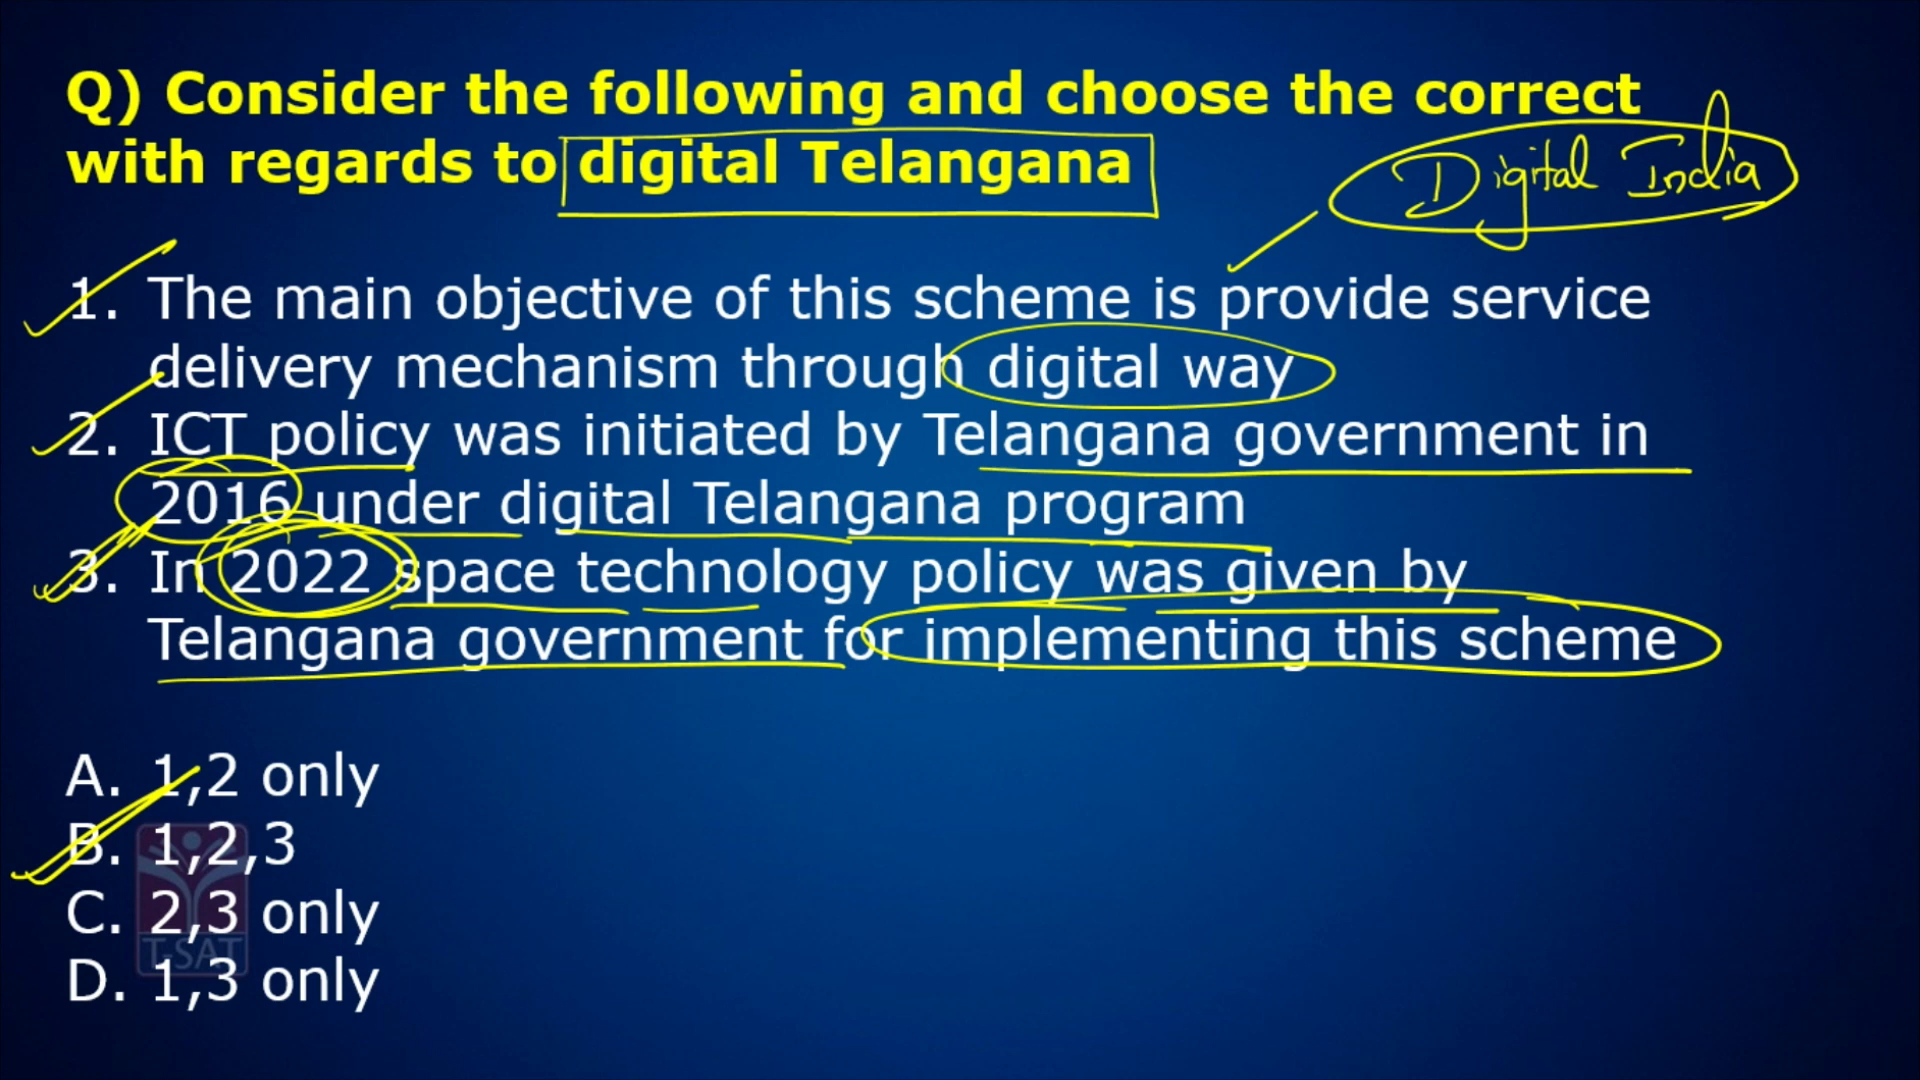 Q) Consider the following and choose the correct
with regards to digital Telangana
Digital India
1. The main objective of this scheme is provide service
delivery mechanism through digital way
2. ICT policy was initiated by Telangana government in
2016 under digital Telangana program
3. In 2022 space technology policy was given by
Telangana government for implementing this scheme
A. 1,2 only
B. 1,2,3
C. 2,3 only
T-SAT
D. 1,3 only